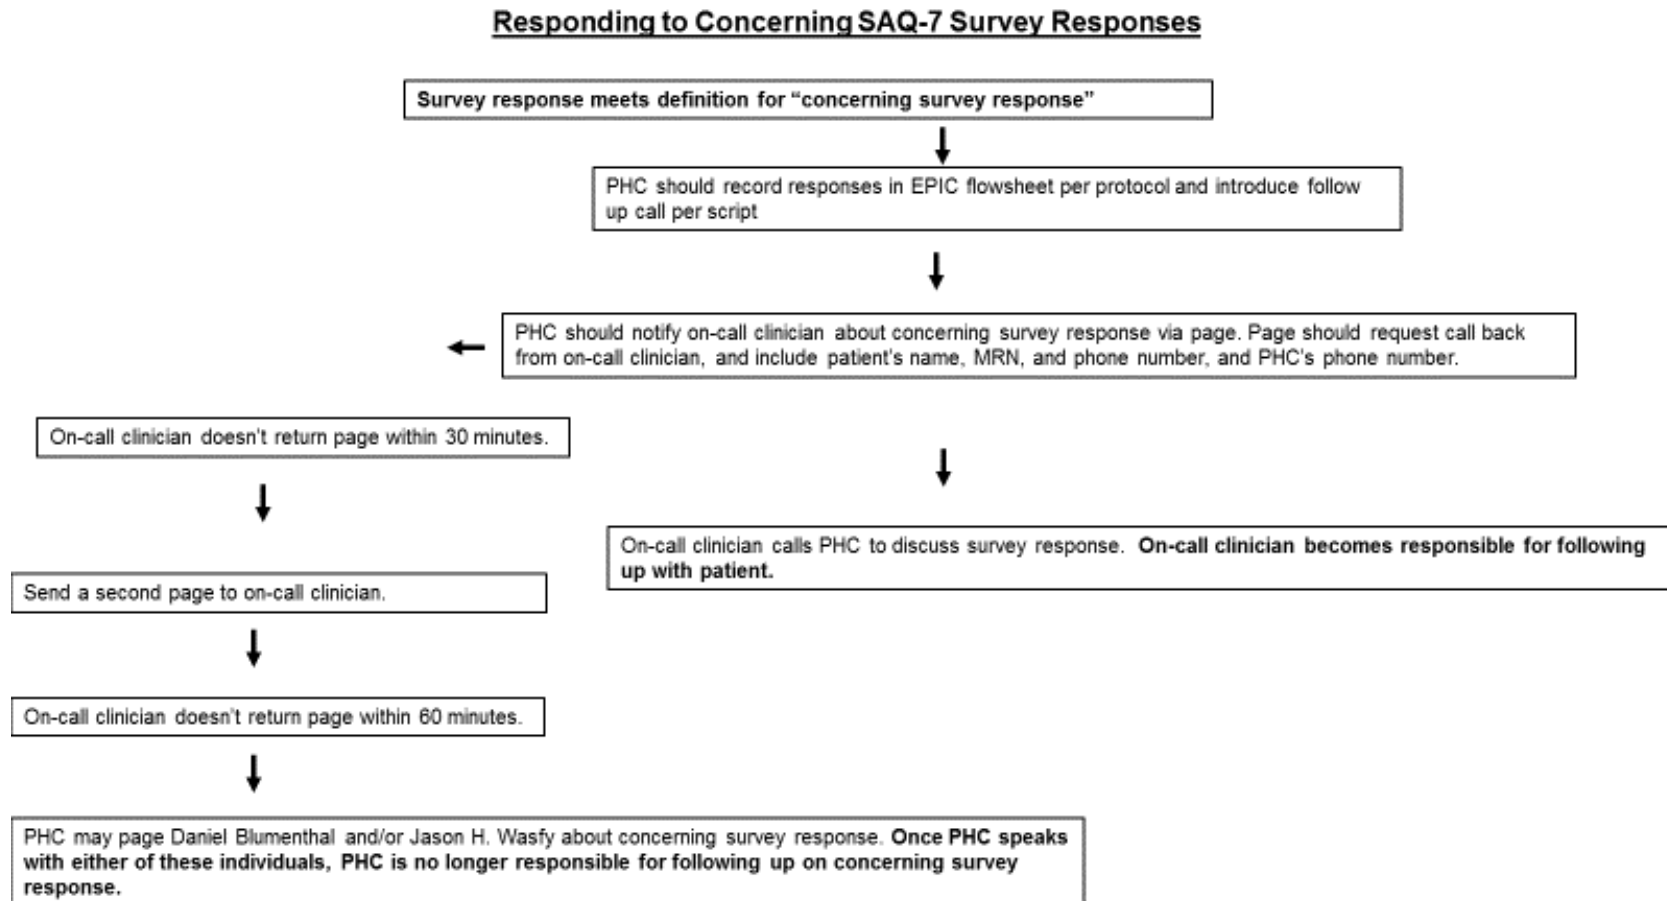 Responding to Concerning SAQ-7 Survey Responses
Survey response meets definition for “concerning survey response”
PHC should record responses in EPIC flowsheet per protocol and introduce follow
up call per script
PHC should notify on-call clinician about concerning survey response via page. Page should request call back
from on-call clinician, and include patient’s name, MRN, and phone number, and PHC’s phone number.
On-call clinician doesn’t return page within 30 minutes.
On-call clinician calls PHC to discuss survey response. On-call clinician becomes responsible for following
up with patient.
Send a second page to on-call clinician.
On-call clinician doesn’t return page within 60 minutes.
PHC may page Daniel Blumenthal and/or Jason H. Wasfy about concerning survey response. Once PHC speaks
with either of these individuals, PHC is no longer responsible for following up on concerning survey
response.